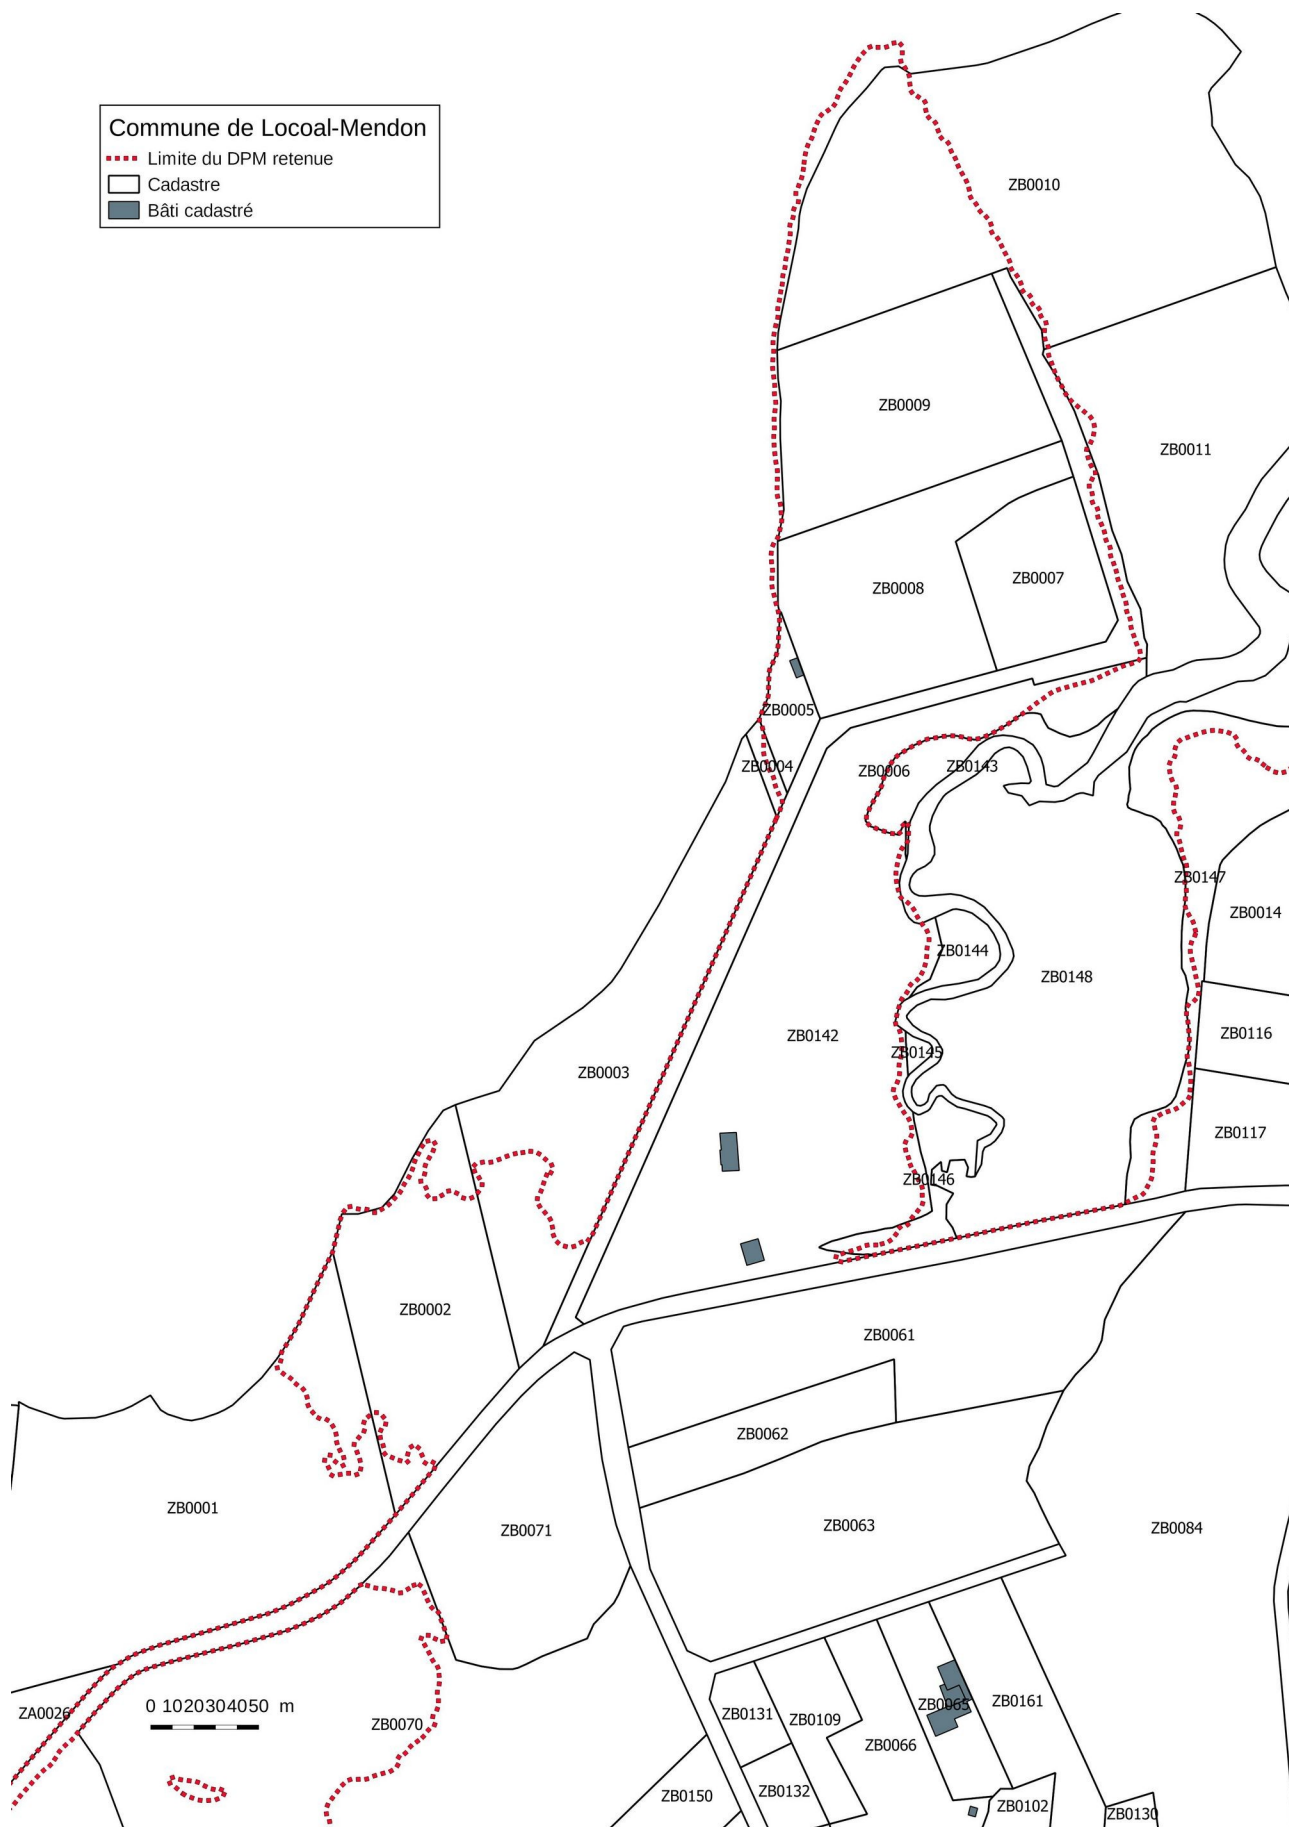 Commune de Locoal-Mendon
Limite du DPM retenue
Cadastre
Bâti cadastré
ZB0010
ZB0009
ZB0011
ZB0008
ZB0007
ZB0005
ZB0004
ZB0006
ZB0143
ZB0147
ZB0014
ZB0144
ZB0148
ZB0142
ZB0116
ZB0145
ZB0003
ZB0117
ZB0146
ZB0002
ZB0061
ZB0062
ZB0001
ZB0071
ZB0063
ZB0084
ZA0026
0 1020304050 m
ZB0070
ZB0131
ZB0109
ZB0065
ZB0161
ZB0066
ZB0150
ZB0132
ZB0102
ZB0130